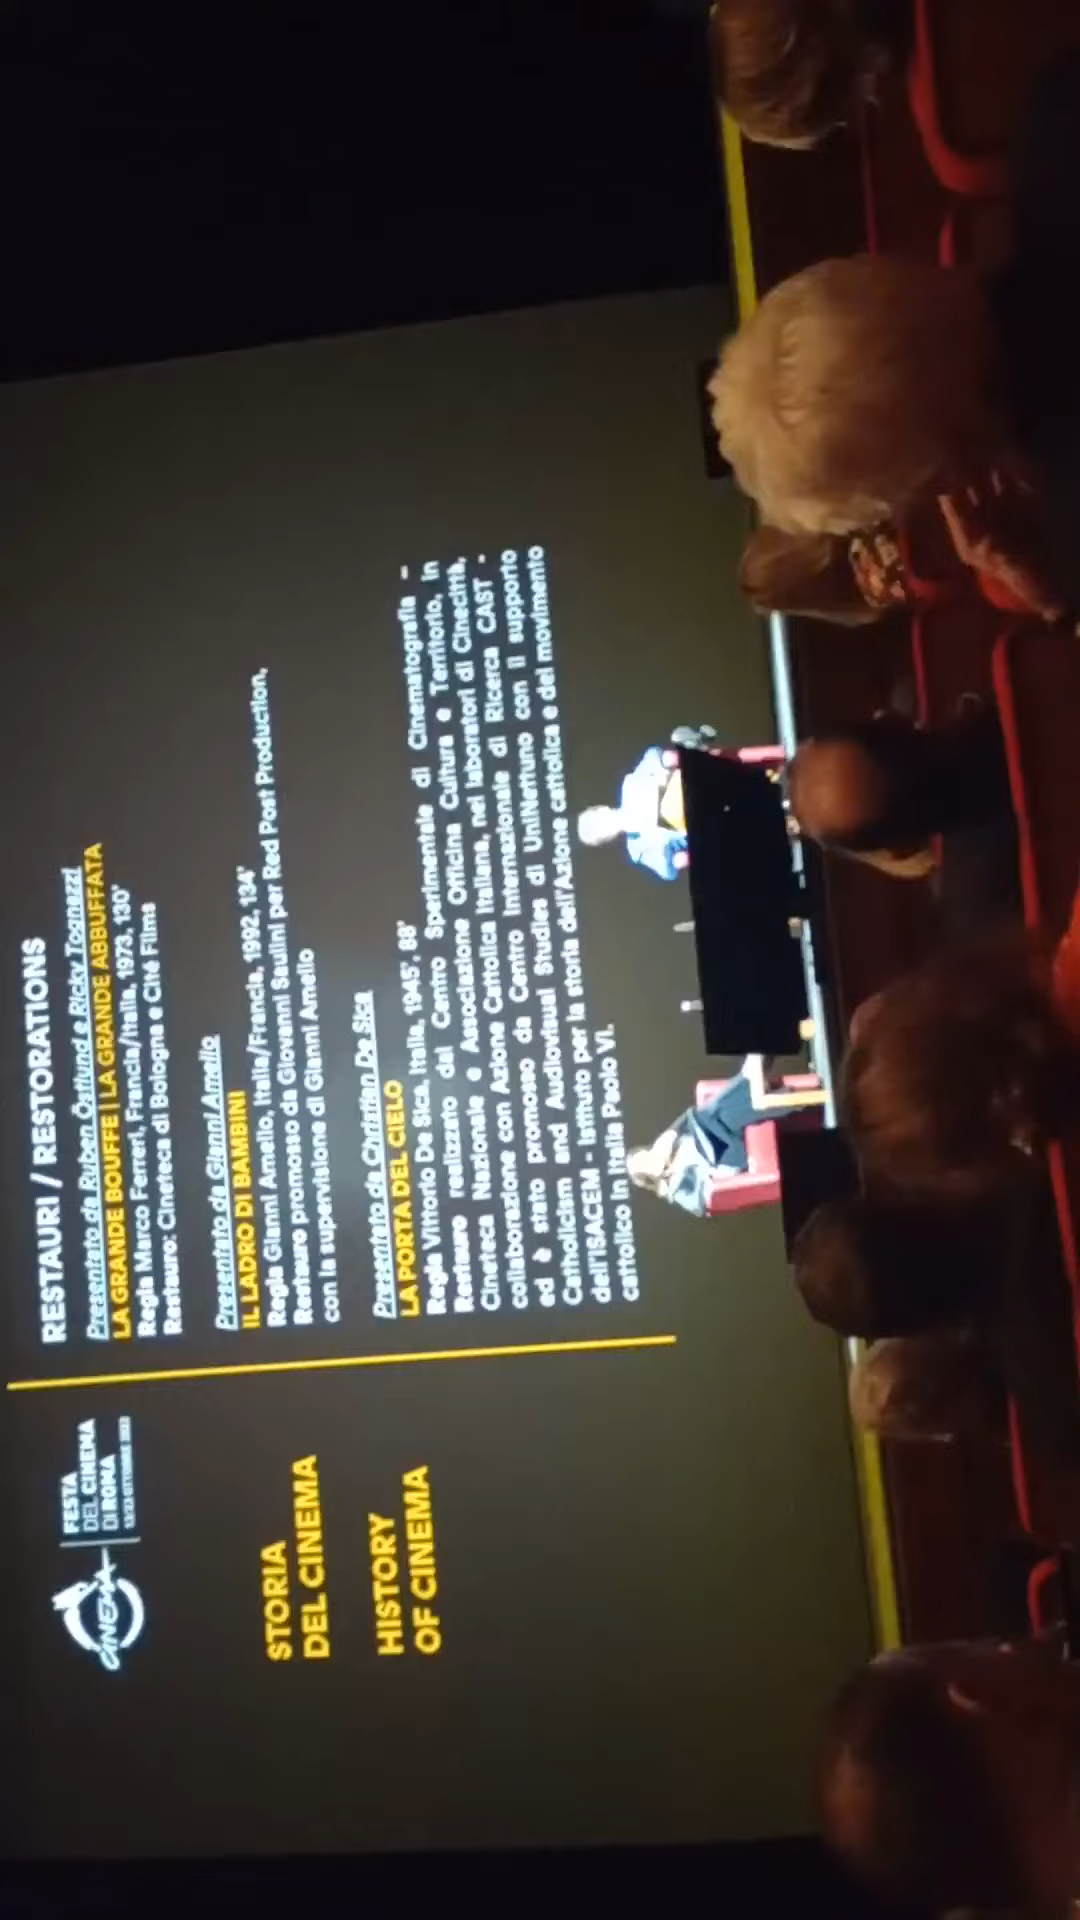 CINEMA
FESTA
DEL CINEMA
DI ROMA
STORIA
DEL CINEMA
HISTORY
OF CINEMA
RESTAURI / RESTORATIONS
Presentato da Ruben Östlund e Ricky Tognazzi
LA GRANDE BOUFFE | LA GRANDE ABBUFFATA
Regia Marco Ferreri, Francia/Italia, 1973, 130'
Restauro: Cineteca di Bologna e Ciné Films
Presentato da Gianni Amelio
IL LADRO DI BAMBINI
Regia Gianni Amelio, Italia/Francia, 1992, 134'
Restauro promosso da Giovanni Saulini per Red Post Production,
con la supervisione di Gianni Amelio
Presentato da Christian De Sica
LA PORTA DEL CIELO
Regia Vittorio De Sica, Italia, 1945', 88'
Restauro realizzato dal Centro Sperimentale di Cinematografia –
Cineteca Nazionale e Associazione Officina Cultura e Territorio, in
collaborazione con Azione Cattolica Italiana, nei laboratori di Cinecittà,
ed è stato promosso da Centro Internazionale di Ricerca CAST -
Catholicism and Audiovisual Studies di UniNettuno con il supporto
dell'ISACEM - Istituto per la storia dell'Azione cattolica e del movimento
cattolico in Italia Paolo VI.